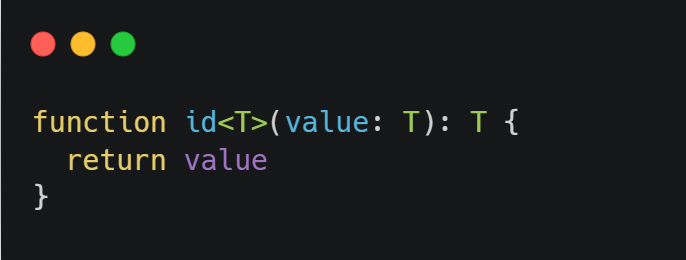 function id<T>(value: T): T {
  return value
}